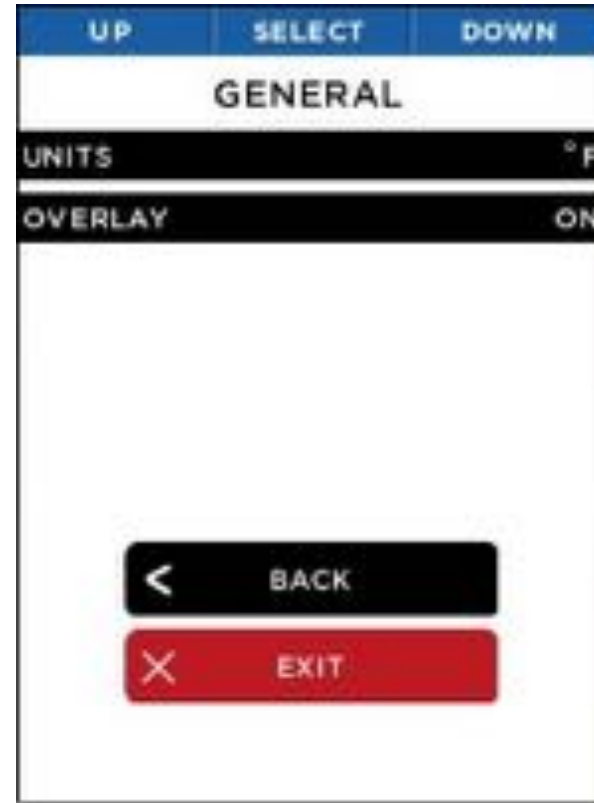 UP SELECT DOWN
GENERAL
UNITS °F
OVERLAY ON
< BACK
X EXIT